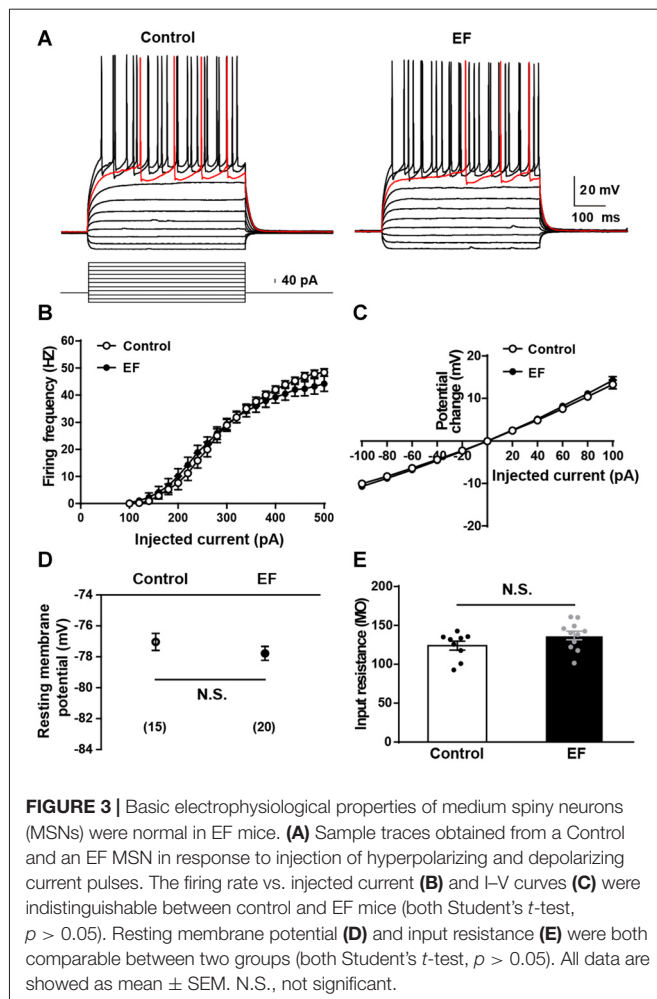 A
Control
EF
20 mV
100 ms
40 pA
B
Firing frequency (HZ)
60
50
40
30
20
10
0
Control
EF
0
100
200
300
400
500
Injected current (pA)
C
Potential
change (mV)
20
10
-10
-20
Control
EF
-100 -80 -60 -40 -20 0 20 40 60 80 100
Injected current (pA)
D
Control
EF
Resting membrane
potential (mV)
-74
-76
-78
-80
-82
-84
N.S.
(15)
(20)
E
Input resistance (MO)
200
150
100
50
0
N.S.
Control
EF
FIGURE 3 | Basic electrophysiological properties of medium spiny neurons
(MSNs) were normal in EF mice. (A) Sample traces obtained from a Control
and an EF MSN in response to injection of hyperpolarizing and depolarizing
current pulses. The firing rate vs. injected current (B) and I–V curves (C) were
indistinguishable between control and EF mice (both Student's t-test,
p > 0.05). Resting membrane potential (D) and input resistance (E) were both
comparable between two groups (both Student's t-test, p > 0.05). All data are
showed as mean ± SEM. N.S., not significant.